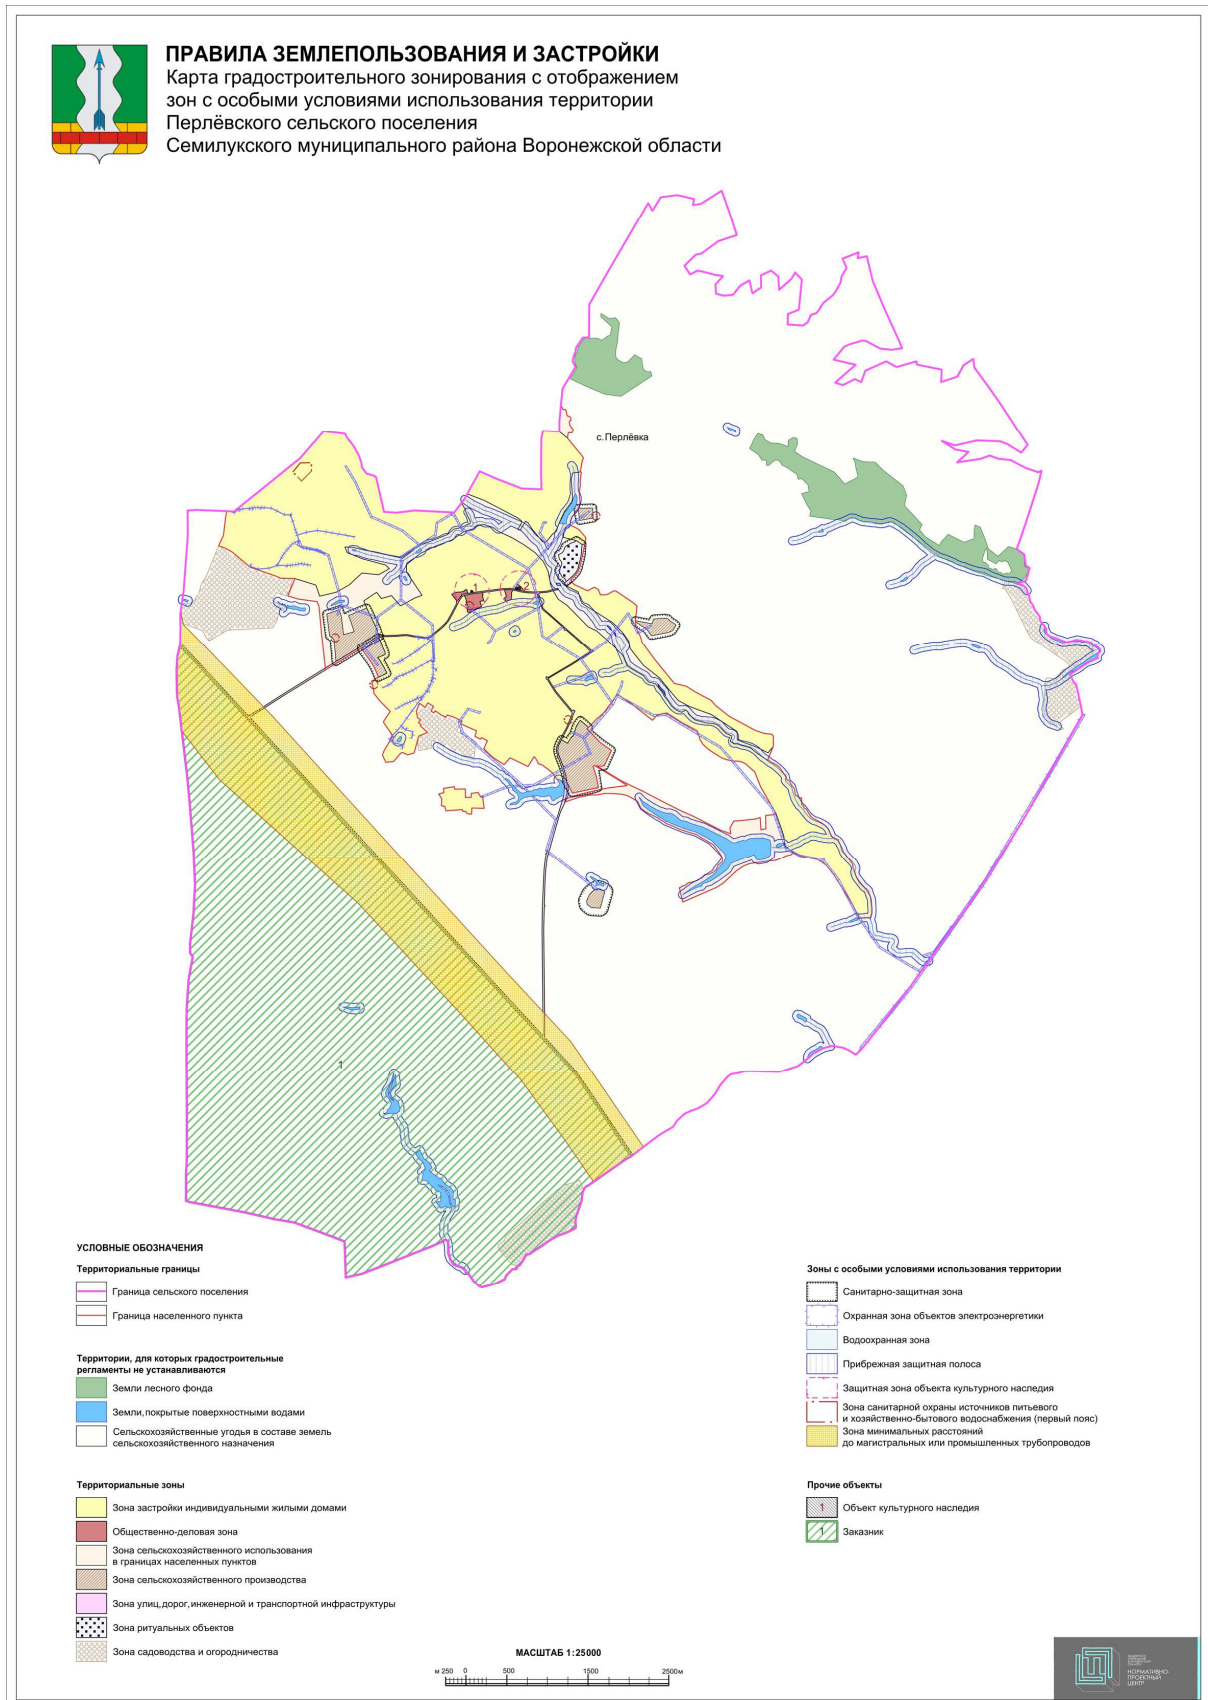 ПРАВИЛА ЗЕМЛЕПОЛЬЗОВАНИЯ И ЗАСТРОЙКИ
Карта градостроительного зонирования с отображением
зон с особыми условиями использования территории
Перлёвского сельского поселения
Семилукского муниципального района Воронежской области
с. Перлёвка
1
2
1
УСЛОВНЫЕ ОБОЗНАЧЕНИЯ
Территориальные границы
Граница сельского поселения
Граница населенного пункта
Территории, для которых градостроительные
регламенты не устанавливаются
Земли лесного фонда
Земли, покрытые поверхностными водами
Сельскохозяйственные угодья в составе земель
сельскохозяйственного назначения
Территориальные зоны
Зона застройки индивидуальными жилыми домами
Общественно-деловая зона
Зона сельскохозяйственного использования
в границах населенных пунктов
Зона сельскохозяйственного производства
Зона улиц, дорог, инженерной и транспортной инфраструктуры
Зона ритуальных объектов
Зона садоводства и огородничества
Зоны с особыми условиями использования территории
Санитарно-защитная зона
Охранная зона объектов электроэнергетики
Водоохранная зона
Прибрежная защитная полоса
Защитная зона объекта культурного наследия
Зона санитарной охраны источников питьевого
и хозяйственно-бытового водоснабжения (первый пояс)
Зона минимальных расстояний
до магистральных или промышленных трубопроводов
Прочие объекты
1 Объект культурного наследия
1 Заказник
МАСШТАБ 1:25000
м 250 0 500 1500 2500м
НОРМАТИВНО-
ПРОЕКТНЫЙ
ЦЕНТР